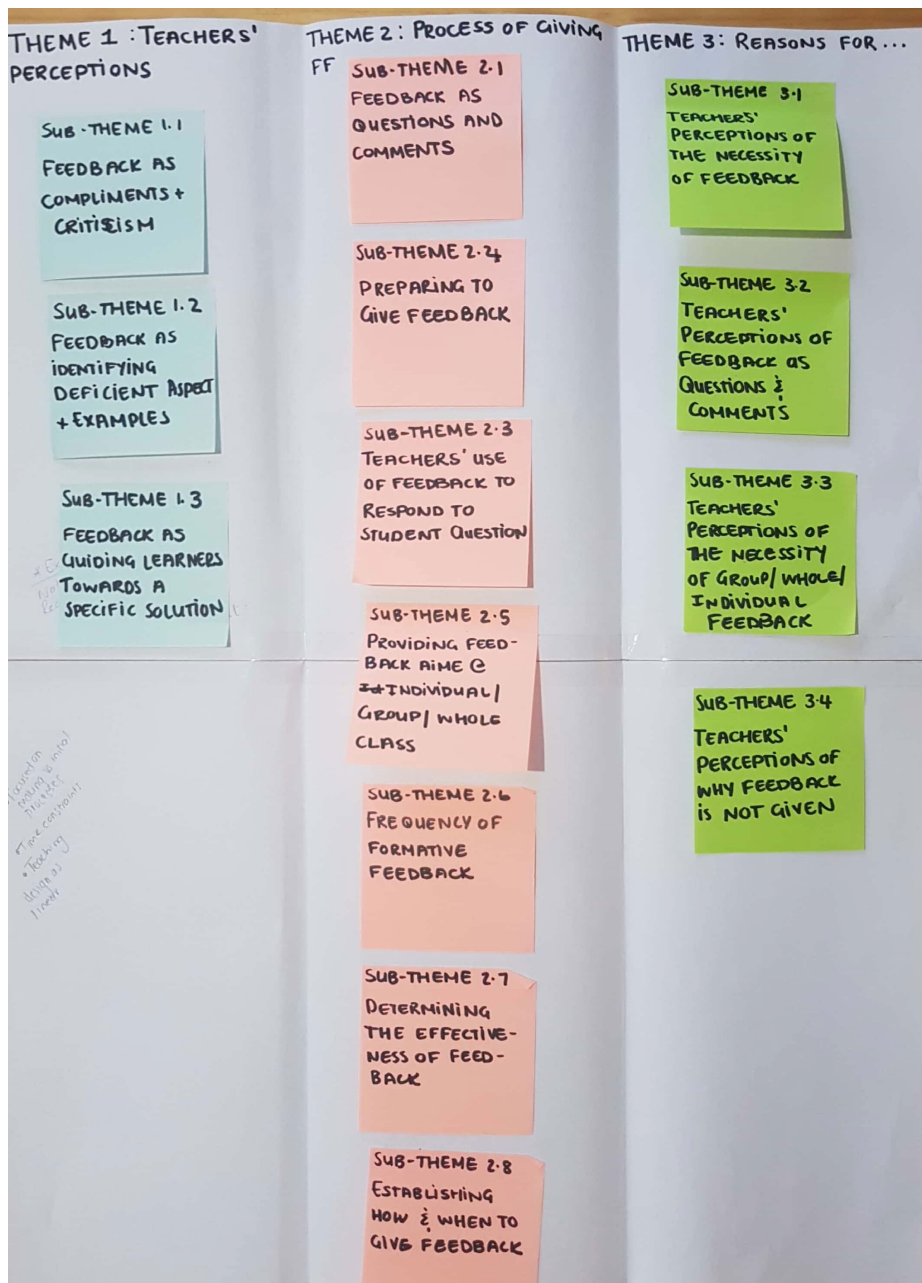 THEME 1 : TEACHERS'
PERCEPTIONS
SUB-THEME 1.1
FEEDBACK AS
COMPLIMENTS +
CRITICISM
SUB-THEME 1.2
FEEDBACK AS
IDENTIFYING
DEFICIENT ASPECT
+ EXAMPLES
SUB-THEME 1.3
FEEDBACK AS
GUIDING LEARNERS
TOWARDS A
SPECIFIC SOLUTION
Time constraints
Teaching
design as
linear
THEME 2 : PROCESS OF GIVING
FF
SUB-THEME 2.1
FEEDBACK AS
QUESTIONS AND
COMMENTS
SUB-THEME 2.4
PREPARING TO
GIVE FEEDBACK
SUB-THEME 2.3
TEACHERS' USE
OF FEEDBACK TO
RESPOND TO
STUDENT QUESTION
SUB-THEME 2.5
PROVIDING FEED-
BACK AIME @
INDIVIDUAL/
GROUP/ WHOLE
CLASS
SUB-THEME 2.6
FREQUENCY OF
FORMATIVE
FEEDBACK
SUB-THEME 2.7
DETERMINING
THE EFFECTIVE-
NESS OF FEED-
BACK
SUB-THEME 2.8
ESTABLISHING
HOW & WHEN TO
GIVE FEEDBACK
THEME 3: REASONS FOR...
SUB-THEME 3.1
TEACHERS'
PERCEPTIONS OF
THE NECESSITY
OF FEEDBACK
SUB-THEME 3.2
TEACHERS'
PERCEPTIONS OF
FEEDBACK as
QUESTIONS &
COMMENTS
SUB-THEME 3.3
TEACHERS'
PERCEPTIONS OF
THE NECESSITY
OF GROUP/WHOLE/
INDIVIDUAL
FEEDBACK
SUB-THEME 3.4
TEACHERS'
PERCEPTIONS OF
WHY FEEDBACK
IS NOT GIVEN